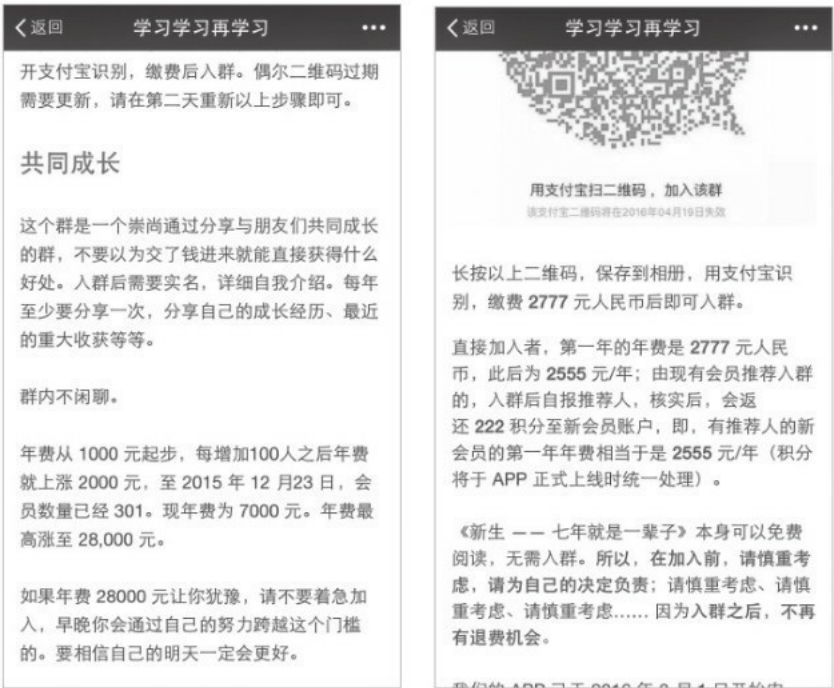 返回
学习学习再学习
开支付宝识别，缴费后入群。偶尔二维码过期
需要更新，请在第二天重新以上步骤即可。
共同成长
这个群是一个崇尚通过分享与朋友们共同成长
的群，不要以为交了钱进来就能直接获得什么
好处。入群后需要实名，详细自我介绍。每年
至少要分享一次，分享自己的成长经历、最近
的重大收获等等。
群内不闲聊。
年费从 1000 元起步，每增加100人之后年费
就上涨 2000 元，至 2015 年 12 月23 日，会
员数量已经 301。现年费为 7000 元。年费最
高涨至 28,000 元。
如果年费 28000 元让你犹豫，请不要着急加
入，早晚你会通过自己的努力跨越这个门槛
的。要相信自己的明天一定会更好。
返回
学习学习再学习
用支付宝扫二维码，加入该群
该支付宝二维码将在2016年04月19日失效
长按以上二维码，保存到相册，用支付宝识
别，缴费 2777 元人民币后即可入群。
直接加入者，第一年的年费是 2777 元人民
币，此后为 2555 元/年；由现有会员推荐入群
的，入群后自报推荐人，核实后，会返
还 222 积分至新会员账户，即，有推荐人的新
会员的第一年年费相当于是 2555 元/年（积分
将于 APP 正式上线时统一处理）。
《新生 —— 七年就是一辈子》本身可以免费
阅读，无需入群。所以，在加入前，请慎重考
虑，请为自己的决定负责；请慎重考虑、请慎
重考虑、请慎重考虑…… 因为入群之后，不再
有退费机会。